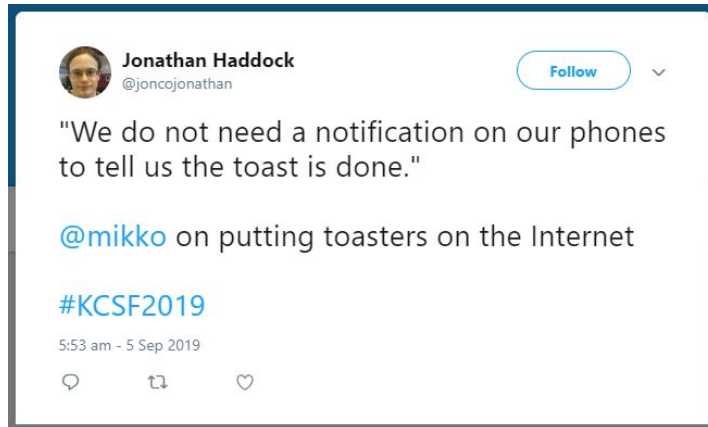 Jonathan Haddock
@joncojonathan
Follow
"We do not need a notification on our phones
to tell us the toast is done."
@mikko on putting toasters on the Internet
#KCSF2019
5:53 am - 5 Sep 2019